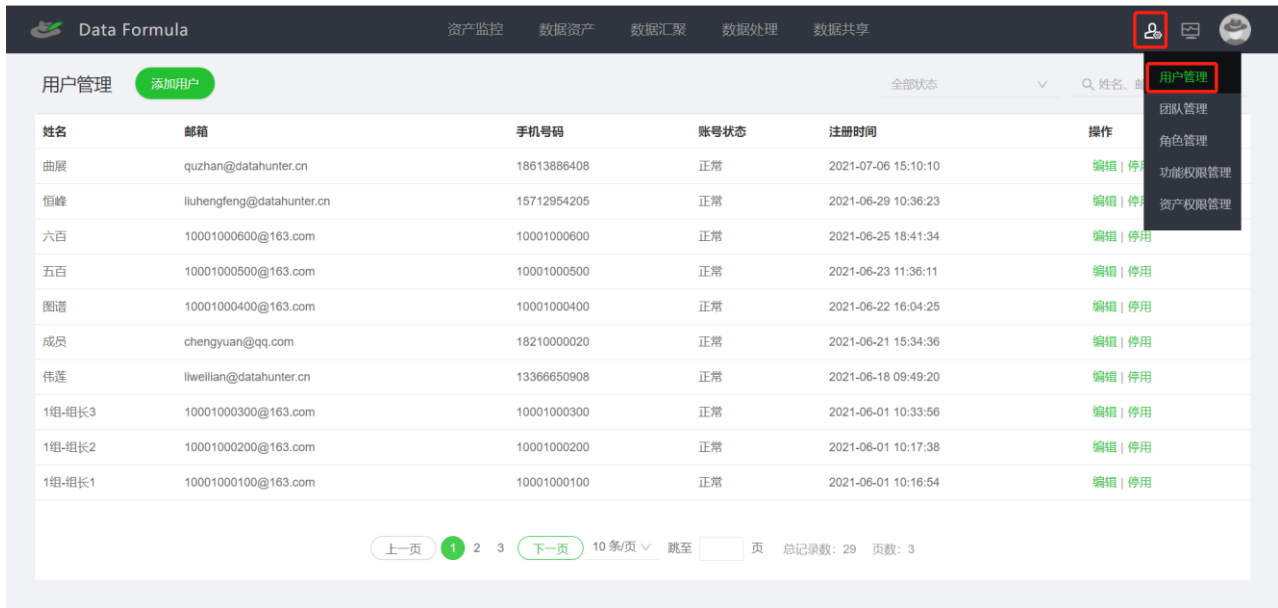 Data Formula 资产监控 数据资产 数据汇聚 数据处理 数据共享
用户管理 添加用户 全部状态 姓名、
用户管理
团队管理
角色管理
功能权限管理
资产权限管理
姓名 邮箱 手机号码 账号状态 注册时间 操作
曲展 quzhan@datahunter.cn 18613886408 正常 2021-07-06 15:10:10 编辑 | 停
恒峰 liuhengfeng@datahunter.cn 15712954205 正常 2021-06-29 10:36:23 编辑 | 停
六百 10001000600@163.com 10001000600 正常 2021-06-25 18:41:34 编辑 | 停用
五百 10001000500@163.com 10001000500 正常 2021-06-23 11:36:11 编辑 | 停用
图谱 10001000400@163.com 10001000400 正常 2021-06-22 16:04:25 编辑 | 停用
成员 chengyuan@qq.com 18210000020 正常 2021-06-21 15:34:36 编辑 | 停用
伟莲 liweilian@datahunter.cn 13366650908 正常 2021-06-18 09:49:20 编辑 | 停用
1组-组长3 10001000300@163.com 10001000300 正常 2021-06-01 10:33:56 编辑 | 停用
1组-组长2 10001000200@163.com 10001000200 正常 2021-06-01 10:17:38 编辑 | 停用
1组-组长1 10001000100@163.com 10001000100 正常 2021-06-01 10:16:54 编辑 | 停用
上一页 1 2 3 下一页 10 条/页 跳至 页 总记录数: 29 页数: 3